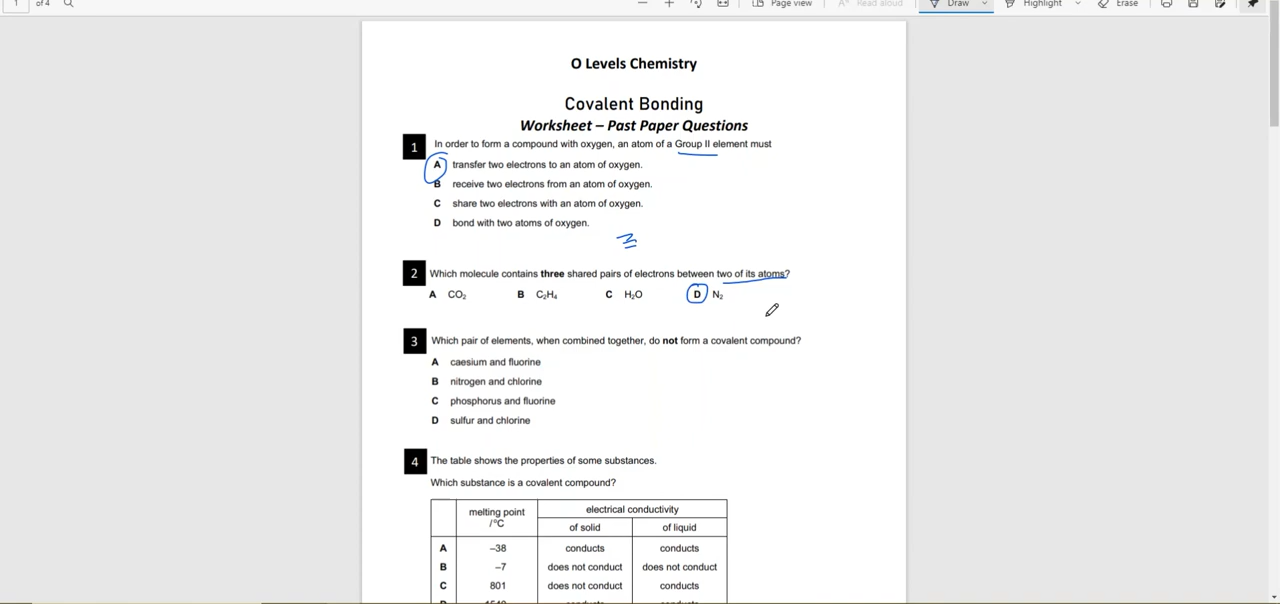 1 of 4 Page view Read aloud Draw Highlight Erase
O Levels Chemistry
Covalent Bonding
Worksheet – Past Paper Questions
1 In order to form a compound with oxygen, an atom of a Group II element must
A transfer two electrons to an atom of oxygen.
B receive two electrons from an atom of oxygen.
C share two electrons with an atom of oxygen.
D bond with two atoms of oxygen.
2 Which molecule contains three shared pairs of electrons between two of its atoms?
A CO₂ B C₂H₄ C H₂O D N₂
3 Which pair of elements, when combined together, do not form a covalent compound?
A caesium and fluorine
B nitrogen and chlorine
C phosphorus and fluorine
D sulfur and chlorine
4 The table shows the properties of some substances.
Which substance is a covalent compound?
melting point electrical conductivity
/°C of solid of liquid
A –38 conducts conducts
B –7 does not conduct does not conduct
C 801 does not conduct conducts